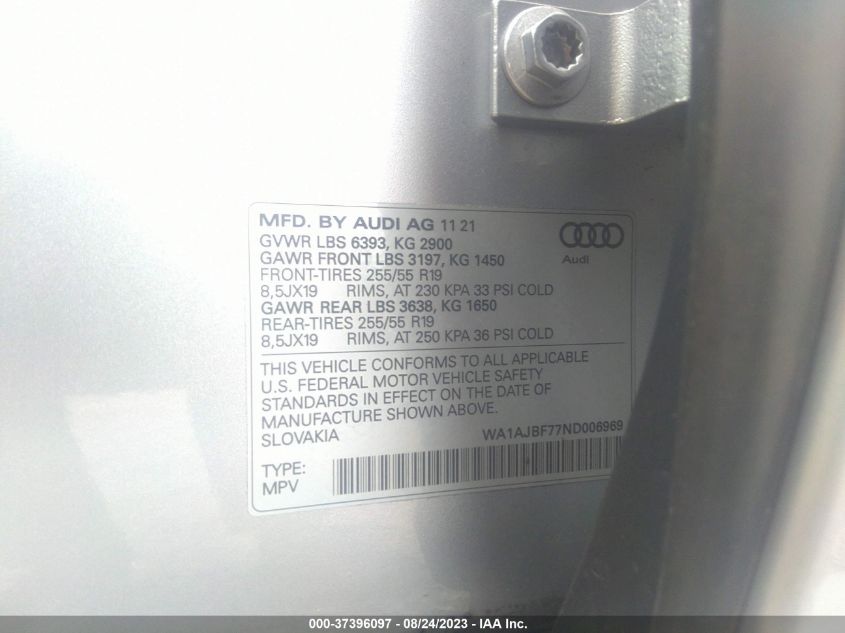 MFD. BY AUDI AG 11 21
GVWR LBS 6393, KG 2900
GAWR FRONT LBS 3197, KG 1450
FRONT-TIRES 255/55 R19
8,5JX19 RIMS, AT 230 KPA 33 PSI COLD
GAWR REAR LBS 3638, KG 1650
REAR-TIRES 255/55 R19
8,5JX19 RIMS, AT 250 KPA 36 PSI COLD
Audi
THIS VEHICLE CONFORMS TO ALL APPLICABLE
U.S. FEDERAL MOTOR VEHICLE SAFETY
STANDARDS IN EFFECT ON THE DATE OF
MANUFACTURE SHOWN ABOVE.
SLOVAKIA WA1AJBF77ND006969
TYPE:
MPV
000-37396097 - 08/24/2023 - WWW.IAAI.COM.